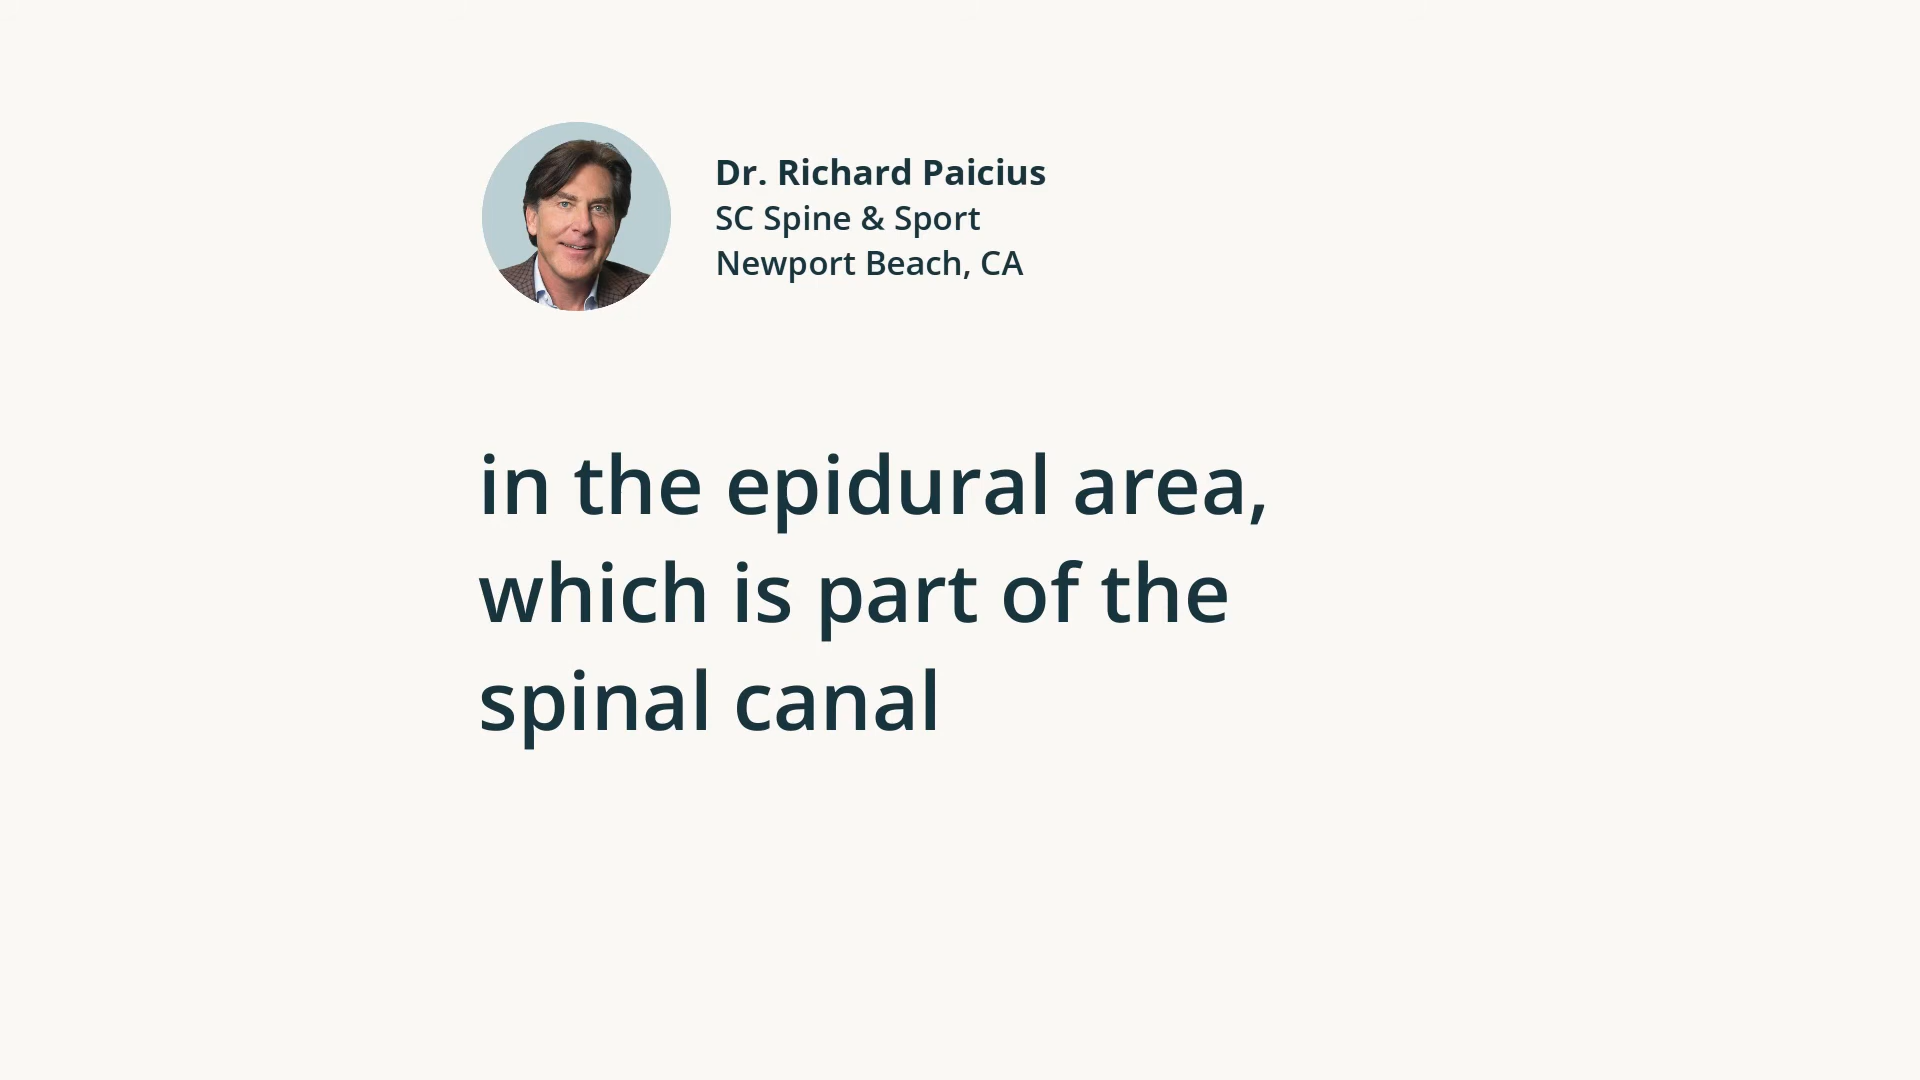 Dr. Richard Paicius
SC Spine & Sport
Newport Beach, CA
in the epidural area,
which is part of the
spinal canal